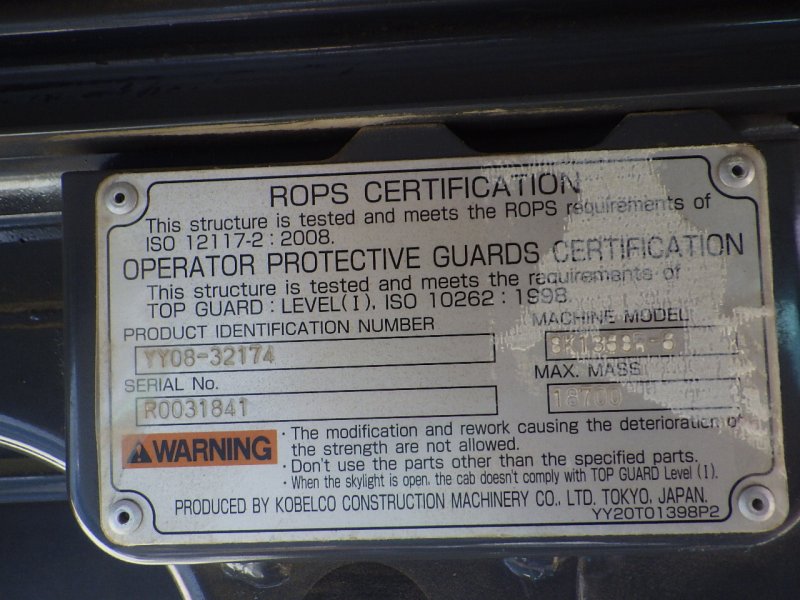 ROPS CERTIFICATION
This structure is tested and meets the ROPS requirements of
ISO 12117-2 : 2008.
OPERATOR PROTECTIVE GUARDS CERTIFICATION
This structure is tested and meets the requirements of
TOP GUARD : LEVEL(I), ISO 10262 : 1998.
PRODUCT IDENTIFICATION NUMBER
YY08-32174
MACHINE MODEL
SERIAL No.
R0031841
MAX. MASS
16700
WARNING
· The modification and rework causing the deterioration of
the strength are not allowed.
· Don't use the parts other than the specified parts.
· When the skylight is open, the cab doesn't comply with TOP GUARD Level (I).
PRODUCED BY KOBELCO CONSTRUCTION MACHINERY CO., LTD. TOKYO, JAPAN.
YY20T01398P2